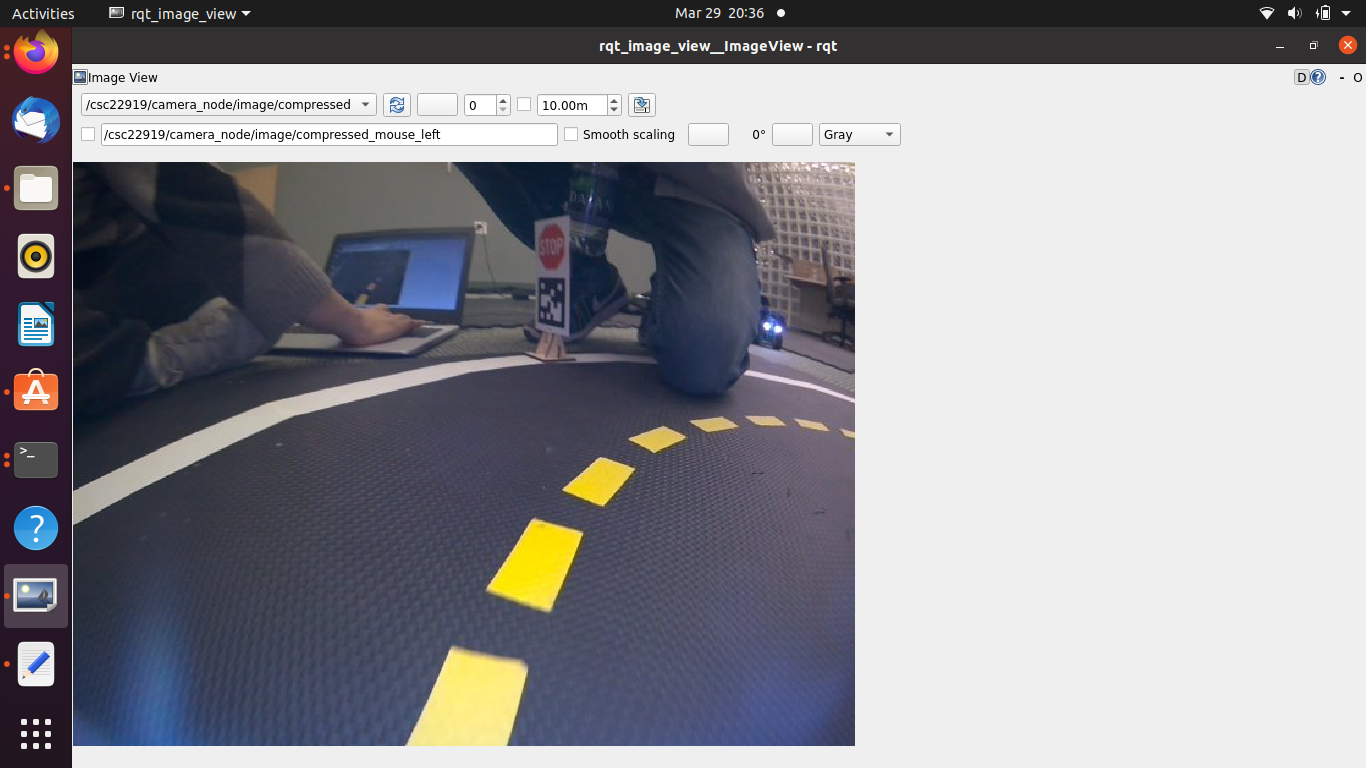 Activities
rqt_image_view
Mar 29 20:36
rqt_image_view__ImageView - rqt
Image View
D
- O
/csc22919/camera_node/image/compressed
0
10.00m
/csc22919/camera_node/image/compressed_mouse_left
Smooth scaling
0°
Gray
STOP
>_
?